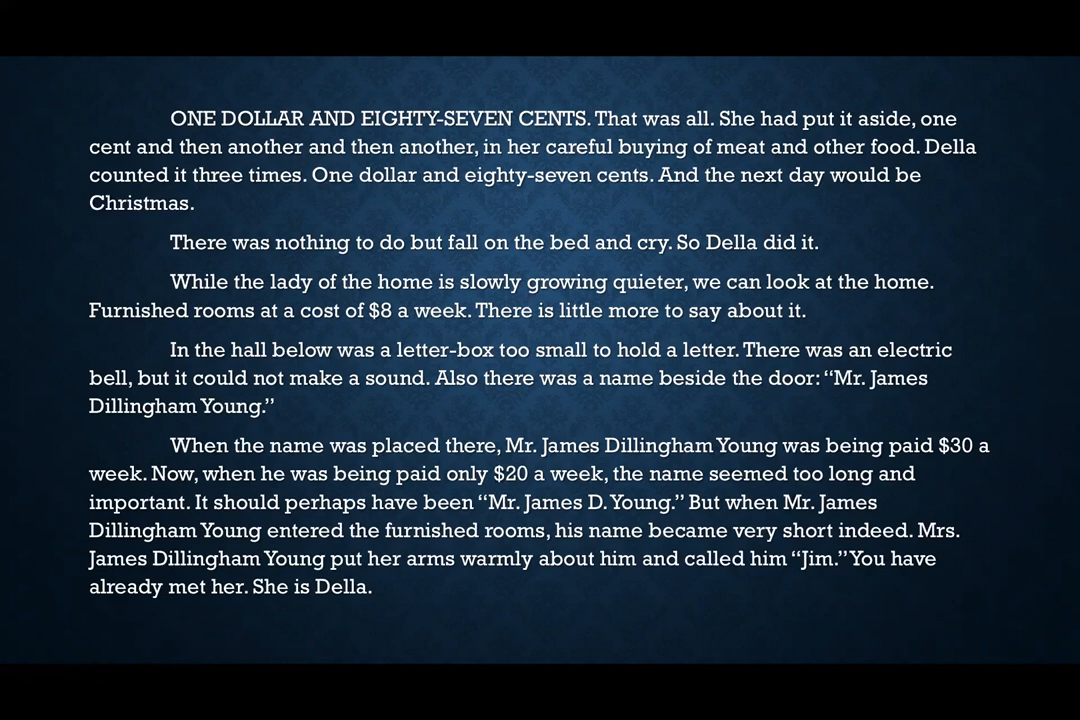 ONE DOLLAR AND EIGHTY-SEVEN CENTS. That was all. She had put it aside, one
cent and then another and then another, in her careful buying of meat and other food. Della
counted it three times. One dollar and eighty-seven cents. And the next day would be
Christmas.
There was nothing to do but fall on the bed and cry. So Della did it.
While the lady of the home is slowly growing quieter, we can look at the home.
Furnished rooms at a cost of $8 a week. There is little more to say about it.
In the hall below was a letter-box too small to hold a letter. There was an electric
bell, but it could not make a sound. Also there was a name beside the door: “Mr. James
Dillingham Young.”
When the name was placed there, Mr. James Dillingham Young was being paid $30 a
week. Now, when he was being paid only $20 a week, the name seemed too long and
important. It should perhaps have been “Mr. James D. Young.” But when Mr. James
Dillingham Young entered the furnished rooms, his name became very short indeed. Mrs.
James Dillingham Young put her arms warmly about him and called him “Jim.” You have
already met her. She is Della.